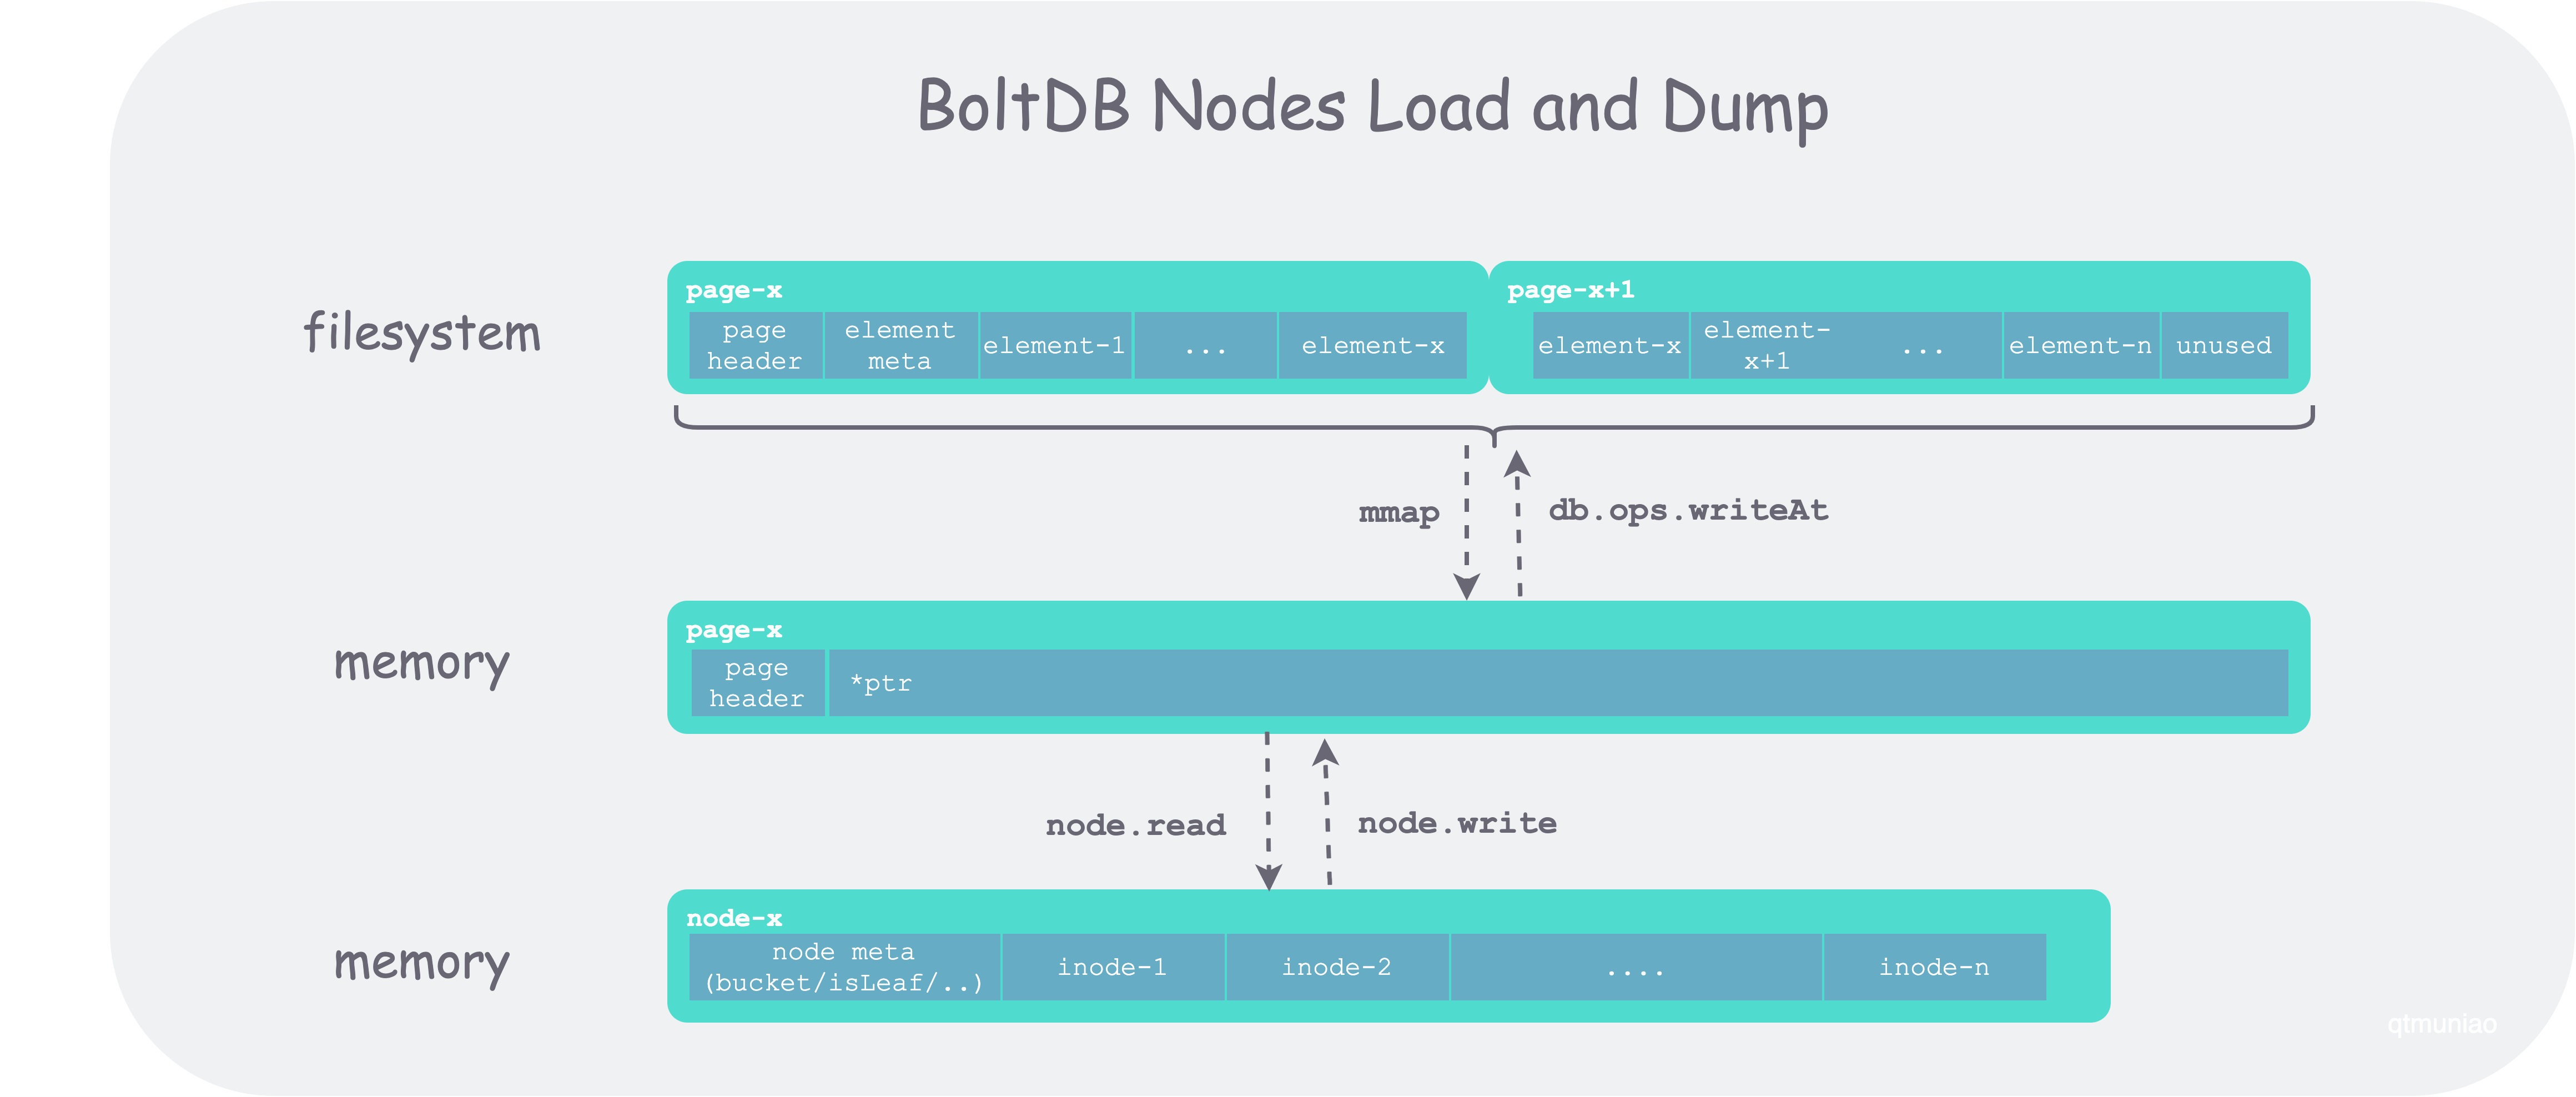 BoltDB Nodes Load and Dump
filesystem
page-x
page
header
element
meta
element-1
...
element-x
page-x+1
element-x
element-
x+1
...
element-n
unused
mmap
db.ops.writeAt
memory
page-x
page
header
*ptr
node.read
node.write
memory
node-x
node meta
(bucket/isLeaf/..)
inode-1
inode-2
....
inode-n
qtmuniao